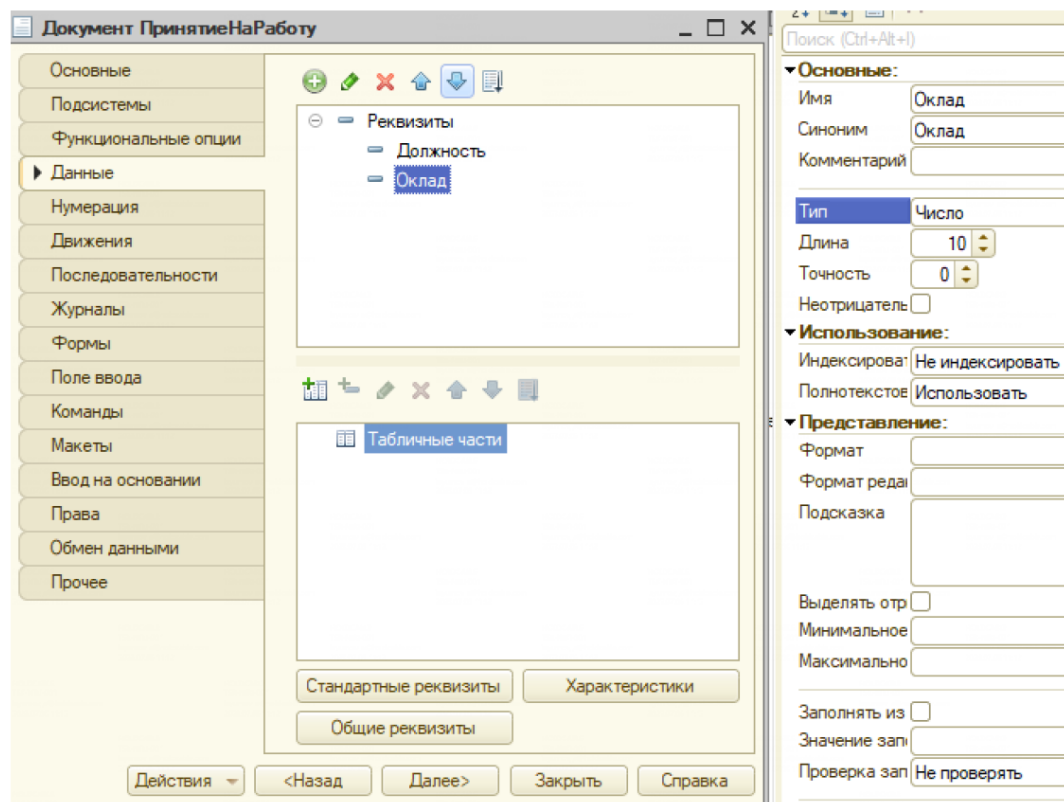 Документ ПринятиеНаРаботу
Основные
Подсистемы
Функциональные опции
Данные
Нумерация
Движения
Последовательности
Журналы
Формы
Поле ввода
Команды
Макеты
Ввод на основании
Права
Обмен данными
Прочее
Реквизиты
Должность
Оклад
Табличные части
Стандартные реквизиты
Характеристики
Общие реквизиты
Действия
<Назад
Далее>
Закрыть
Справка
Поиск (Ctrl+Alt+I)
Основные:
Имя Оклад
Синоним Оклад
Комментарий
Тип Число
Длина 10
Точность 0
Неотрицатель
Использование:
Индексироват Не индексировать
Полнотекстов Использовать
Представление:
Формат
Формат редак
Подсказка
Выделять отр
Минимальное
Максимально
Заполнять из
Значение запо
Проверка зап Не проверять